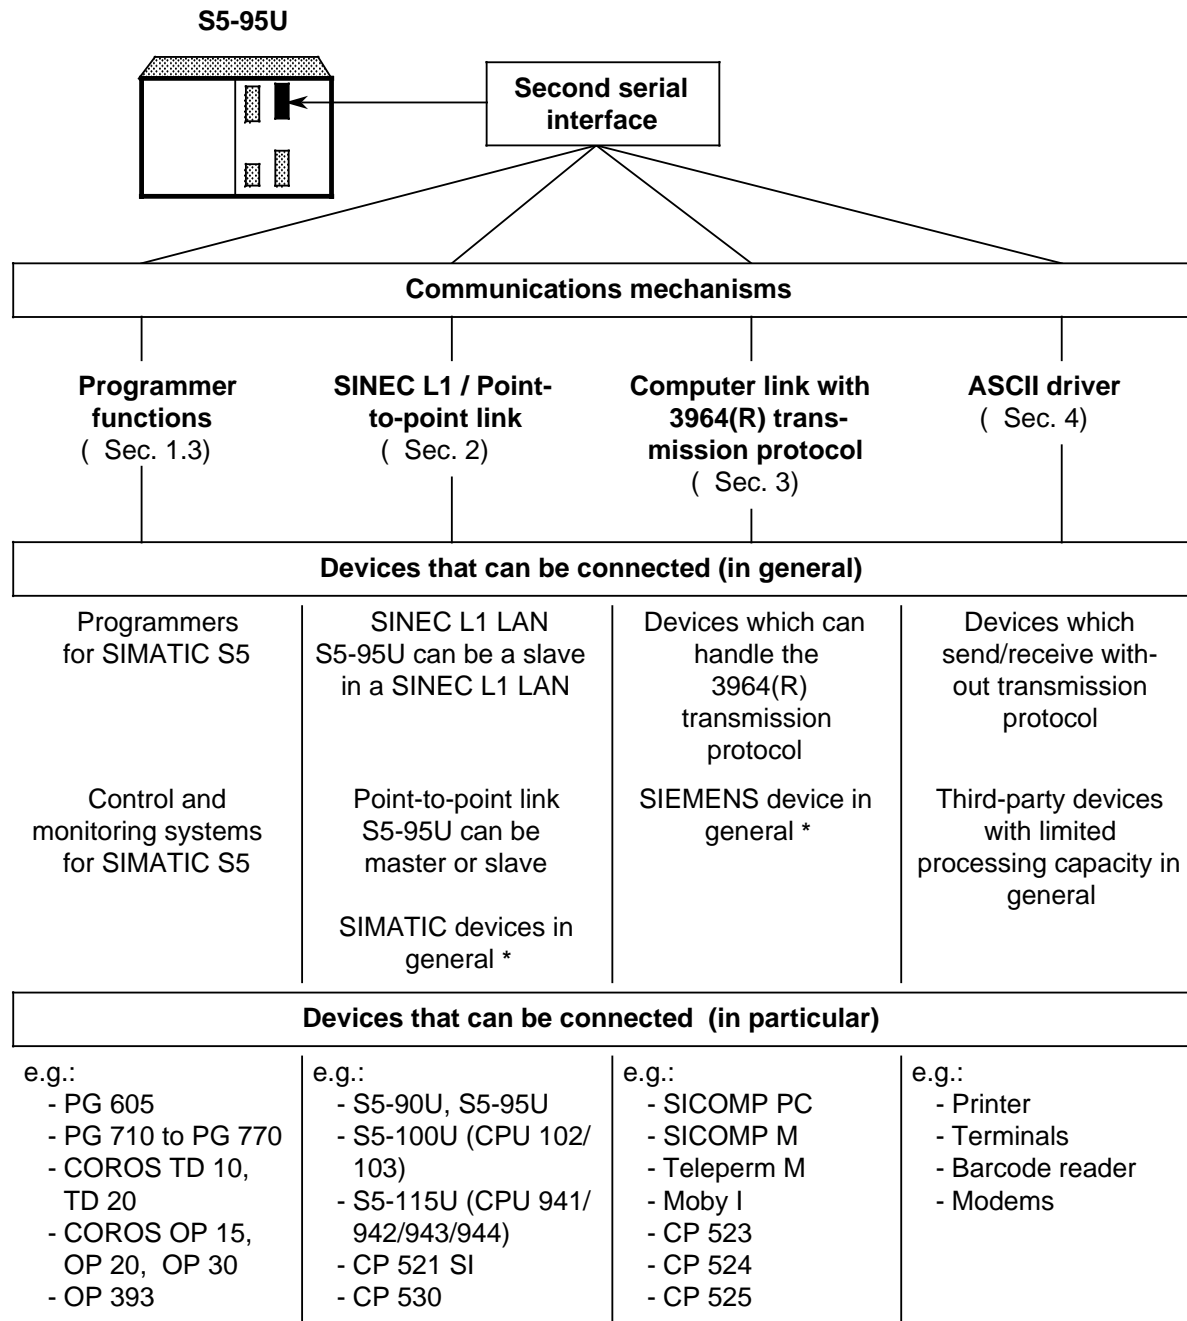 S5-95U
Second serial
interface
Communications mechanisms
Programmer
functions
( Sec. 1.3)
SINEC L1 / Point-
to-point link
( Sec. 2)
Computer link with
3964(R) trans-
mission protocol
( Sec. 3)
ASCII driver
( Sec. 4)
Devices that can be connected (in general)
Programmers
for SIMATIC S5
Control and
monitoring systems
for SIMATIC S5
SINEC L1 LAN
S5-95U can be a slave
in a SINEC L1 LAN
Point-to-point link
S5-95U can be
master or slave
SIMATIC devices in
general *
Devices which can
handle the
3964(R)
transmission
protocol
SIEMENS device in
general *
Devices which
send/receive with-
out transmission
protocol
Third-party devices
with limited
processing capacity in
general
Devices that can be connected (in particular)
e.g.:
- PG 605
- PG 710 to PG 770
- COROS TD 10,
TD 20
- COROS OP 15,
OP 20, OP 30
- OP 393
e.g.:
- S5-90U, S5-95U
- S5-100U (CPU 102/
103)
- S5-115U (CPU 941/
942/943/944)
- CP 521 SI
- CP 530
e.g.:
- SICOMP PC
- SICOMP M
- Teleperm M
- Moby I
- CP 523
- CP 524
- CP 525
e.g.:
- Printer
- Terminals
- Barcode reader
- Modems